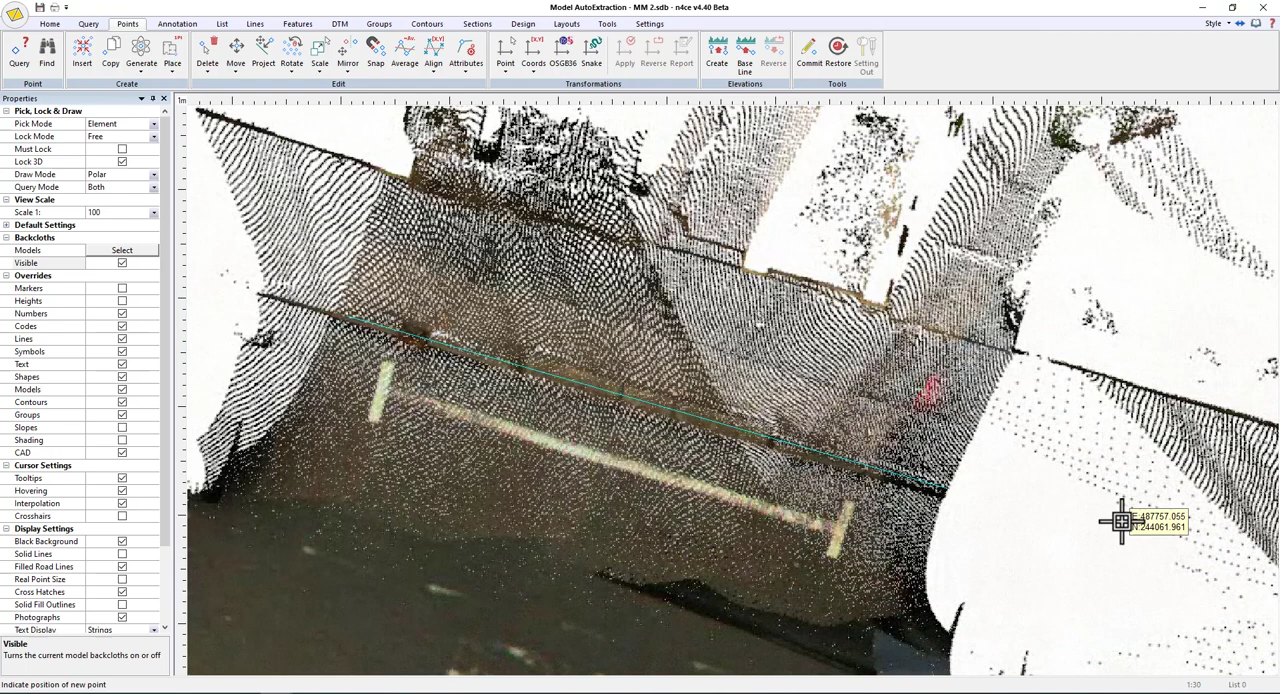 Model AutoExtraction - MM 2.sdb - n4ce v4.40 Beta
Home Query Points Annotation List Lines Features DTM Groups Contours Sections Design Layouts Tools Settings Style
Query Find Insert Copy Generate Place Delete Move Project Rotate Scale Mirror Snap Average Align Attributes Point Coords OSGB36 Snake Apply Reverse Report Create Base Line Reverse Commit Restore Setting Out
Point Create Edit Transformations Elevations Tools
Properties
1m
Pick, Lock & Draw
Pick Mode Element
Lock Mode Free
Must Lock
Lock 3D
Draw Mode Polar
Query Mode Both
View Scale
Scale 1: 100
Default Settings
Backcloths
Models Select
Visible
Overrides
Markers
Heights
Numbers
Codes
Lines
Symbols
Text
Shapes
Models
Contours
Groups
Slopes
Shading
CAD
Cursor Settings
Tooltips
Hovering
Interpolation
Crosshairs
Display Settings
Black Background
Solid Lines
Filled Road Lines
Real Point Size
Cross Hatches
Solid Fill Outlines
Photographs
Text Display Strings
E:487757.055
N:244061.961
Visible
Turns the current model backcloths on or off
Indicate position of new point
1:30 List 0